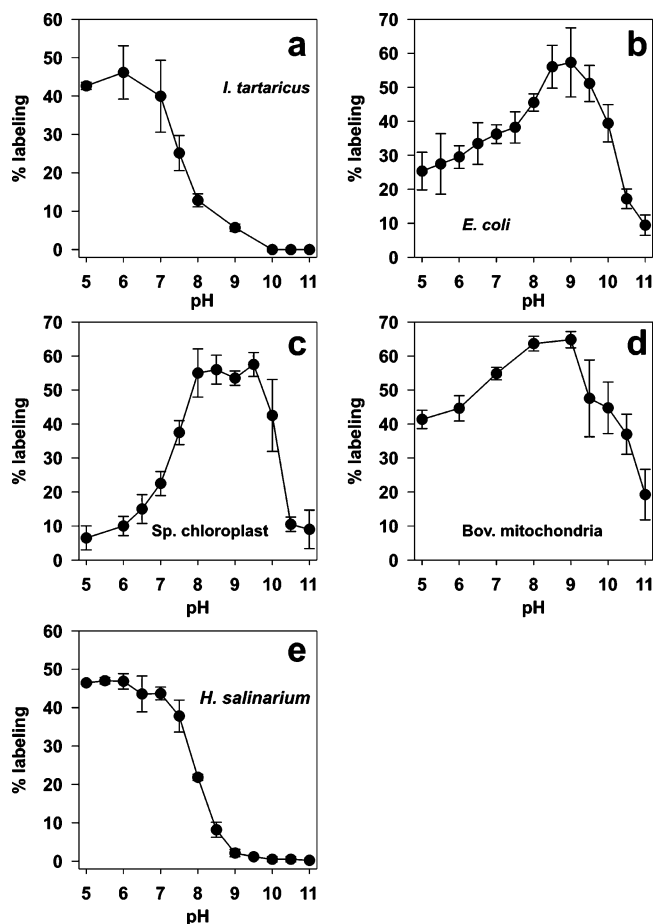 a
I. tartaricus
% labeling
60
50
40
30
20
10
0
5 6 7 8 9 10 11
pH
b
E. coli
% labeling
70
60
50
40
30
20
10
0
5 6 7 8 9 10 11
pH
c
Sp. chloroplast
% labeling
70
60
50
40
30
20
10
0
5 6 7 8 9 10 11
pH
d
Bov. mitochondria
% labeling
70
60
50
40
30
20
10
0
5 6 7 8 9 10 11
pH
e
H. salinarium
% labeling
60
50
40
30
20
10
0
5 6 7 8 9 10 11
pH